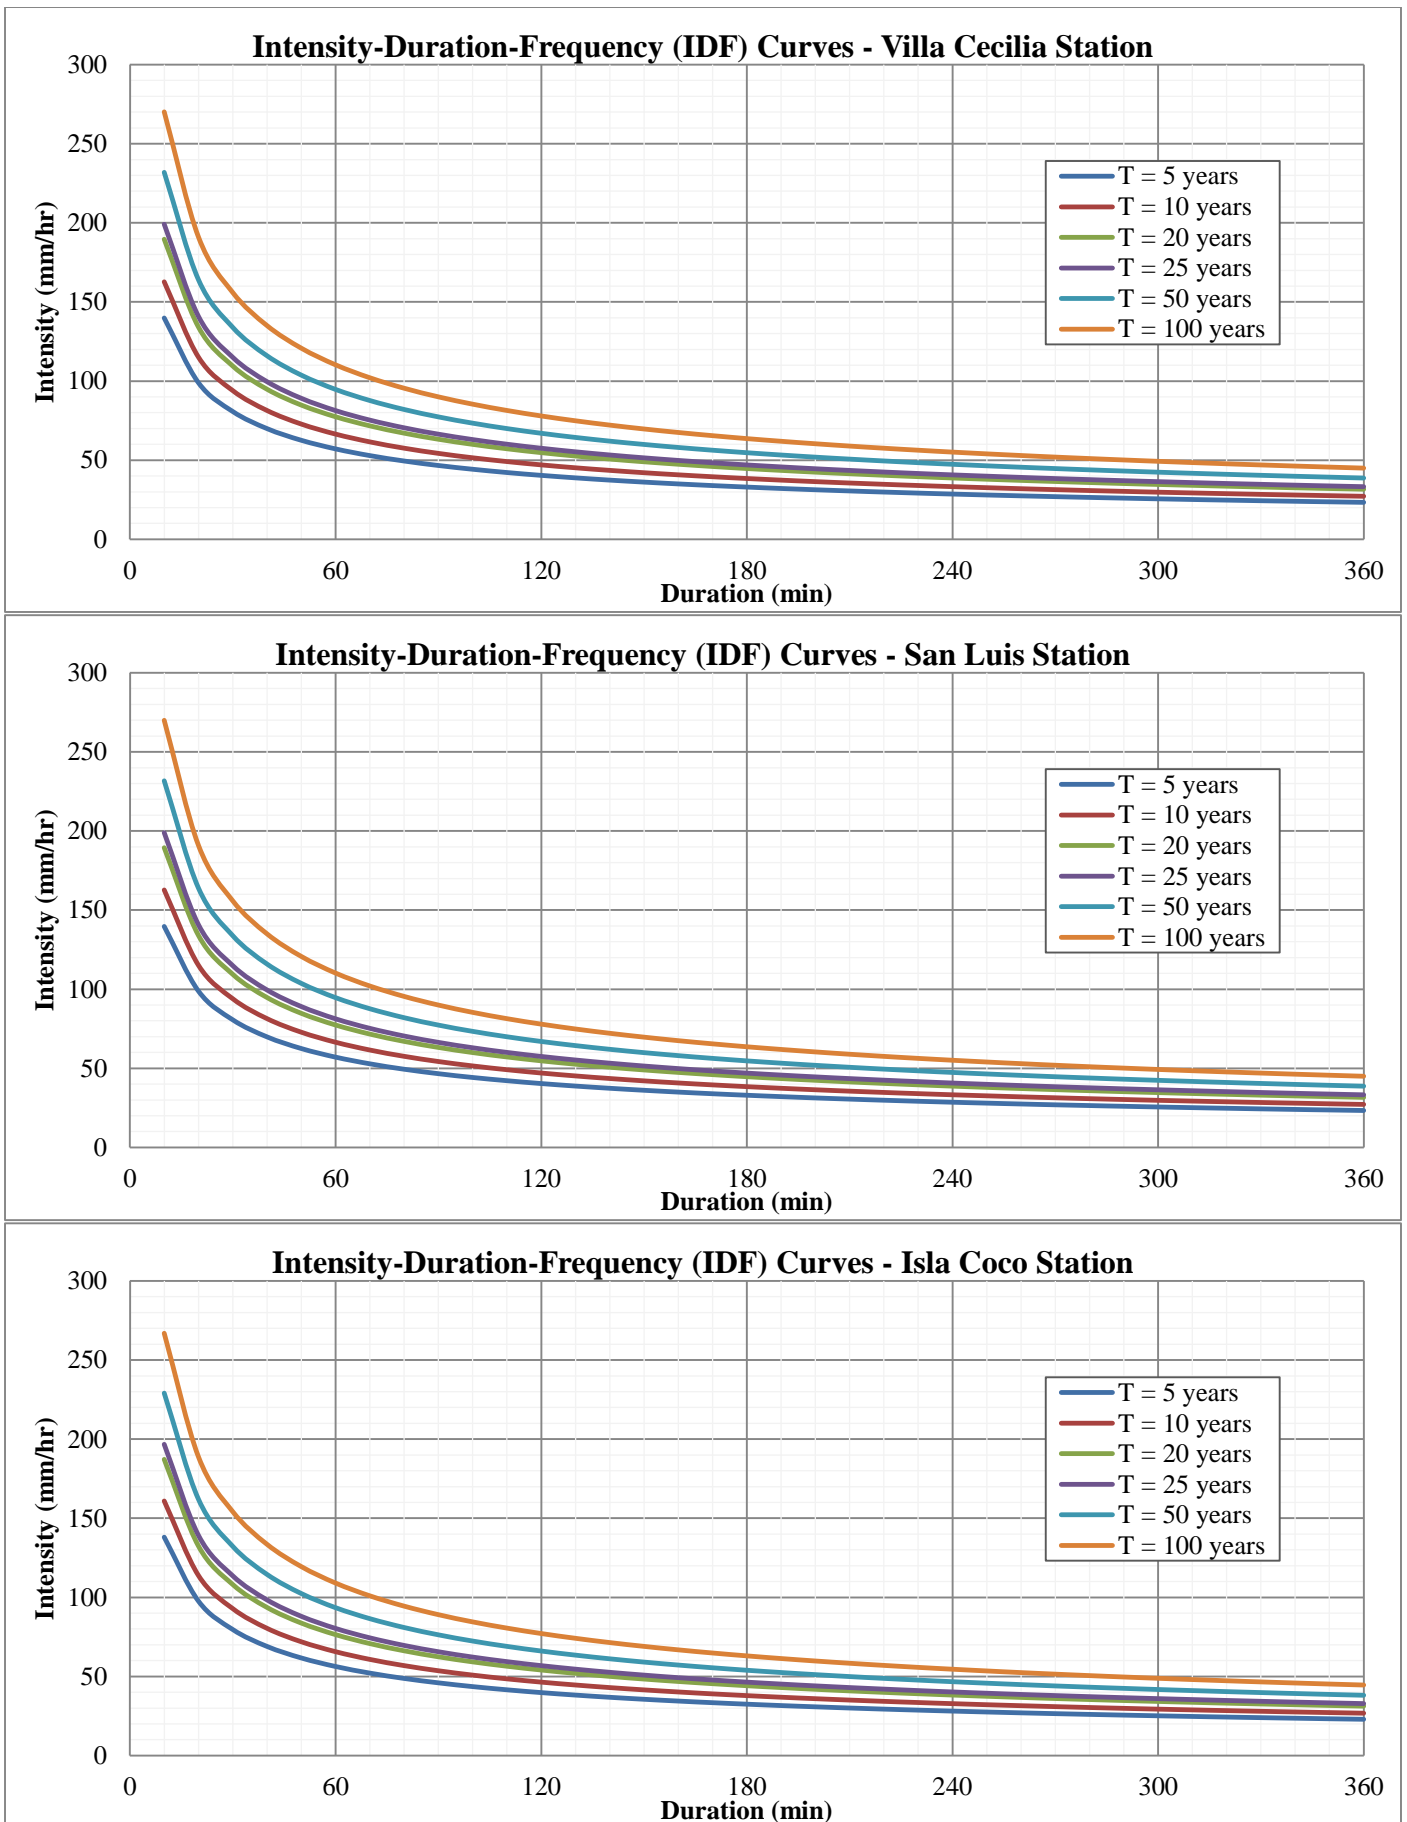 Intensity-Duration-Frequency (IDF) Curves - Villa Cecilia Station
300
250
200
150
100
50
0
Intensity (mm/hr)
T = 5 years
T = 10 years
T = 20 years
T = 25 years
T = 50 years
T = 100 years
0 60 120 180 240 300 360
Duration (min)
Intensity-Duration-Frequency (IDF) Curves - San Luis Station
300
250
200
150
100
50
0
Intensity (mm/hr)
T = 5 years
T = 10 years
T = 20 years
T = 25 years
T = 50 years
T = 100 years
0 60 120 180 240 300 360
Duration (min)
Intensity-Duration-Frequency (IDF) Curves - Isla Coco Station
300
250
200
150
100
50
0
Intensity (mm/hr)
T = 5 years
T = 10 years
T = 20 years
T = 25 years
T = 50 years
T = 100 years
0 60 120 180 240 300 360
Duration (min)